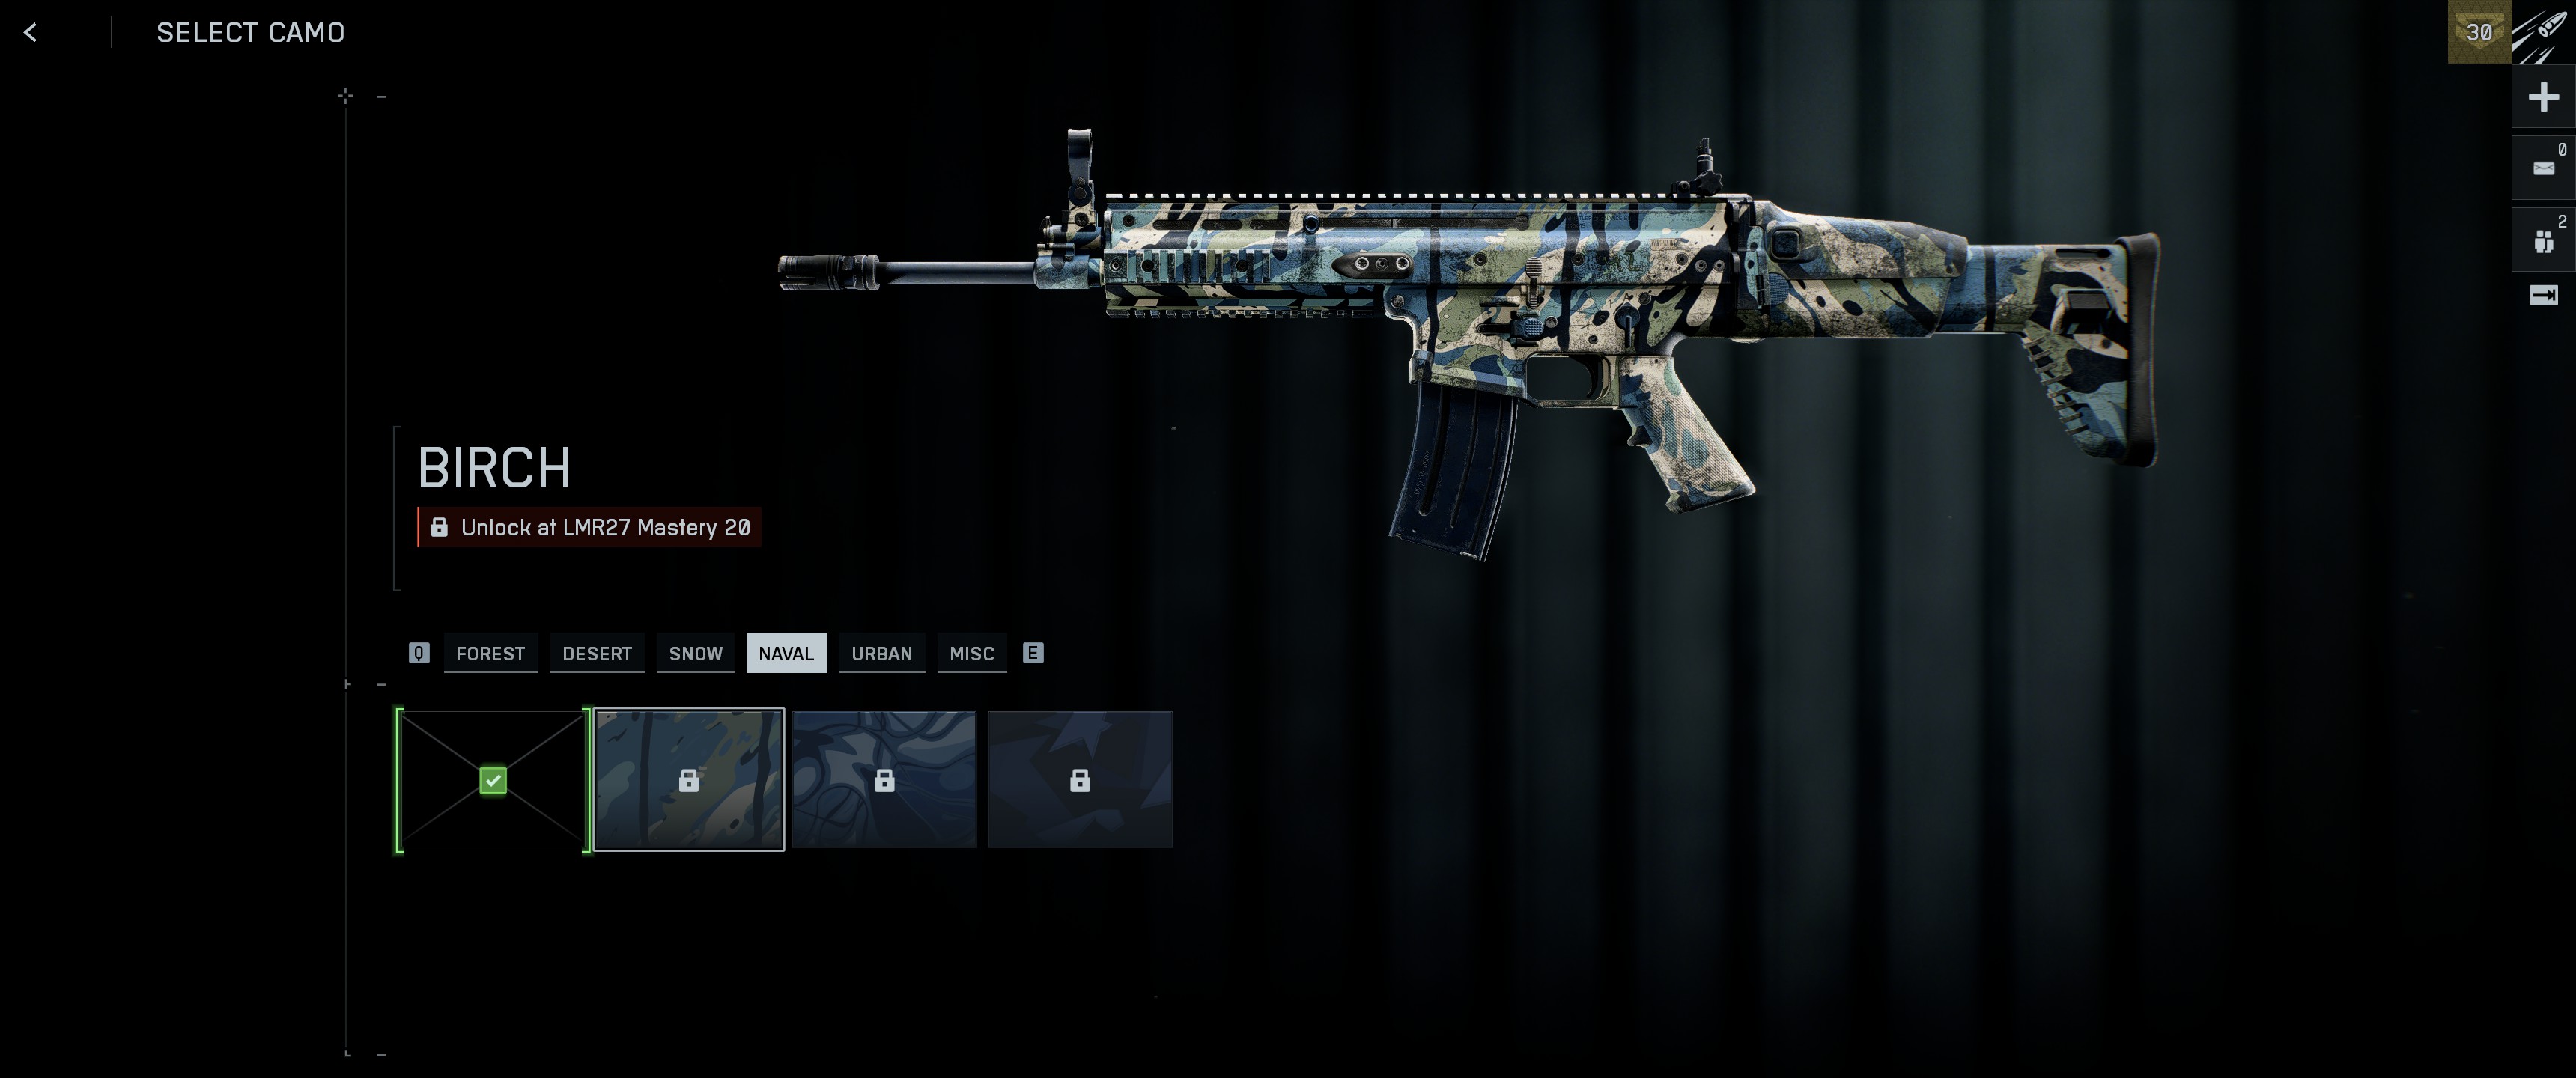 SELECT CAMO
30
0
2
BIRCH
Unlock at LMR27 Mastery 20
Q FOREST DESERT SNOW NAVAL URBAN MISC E